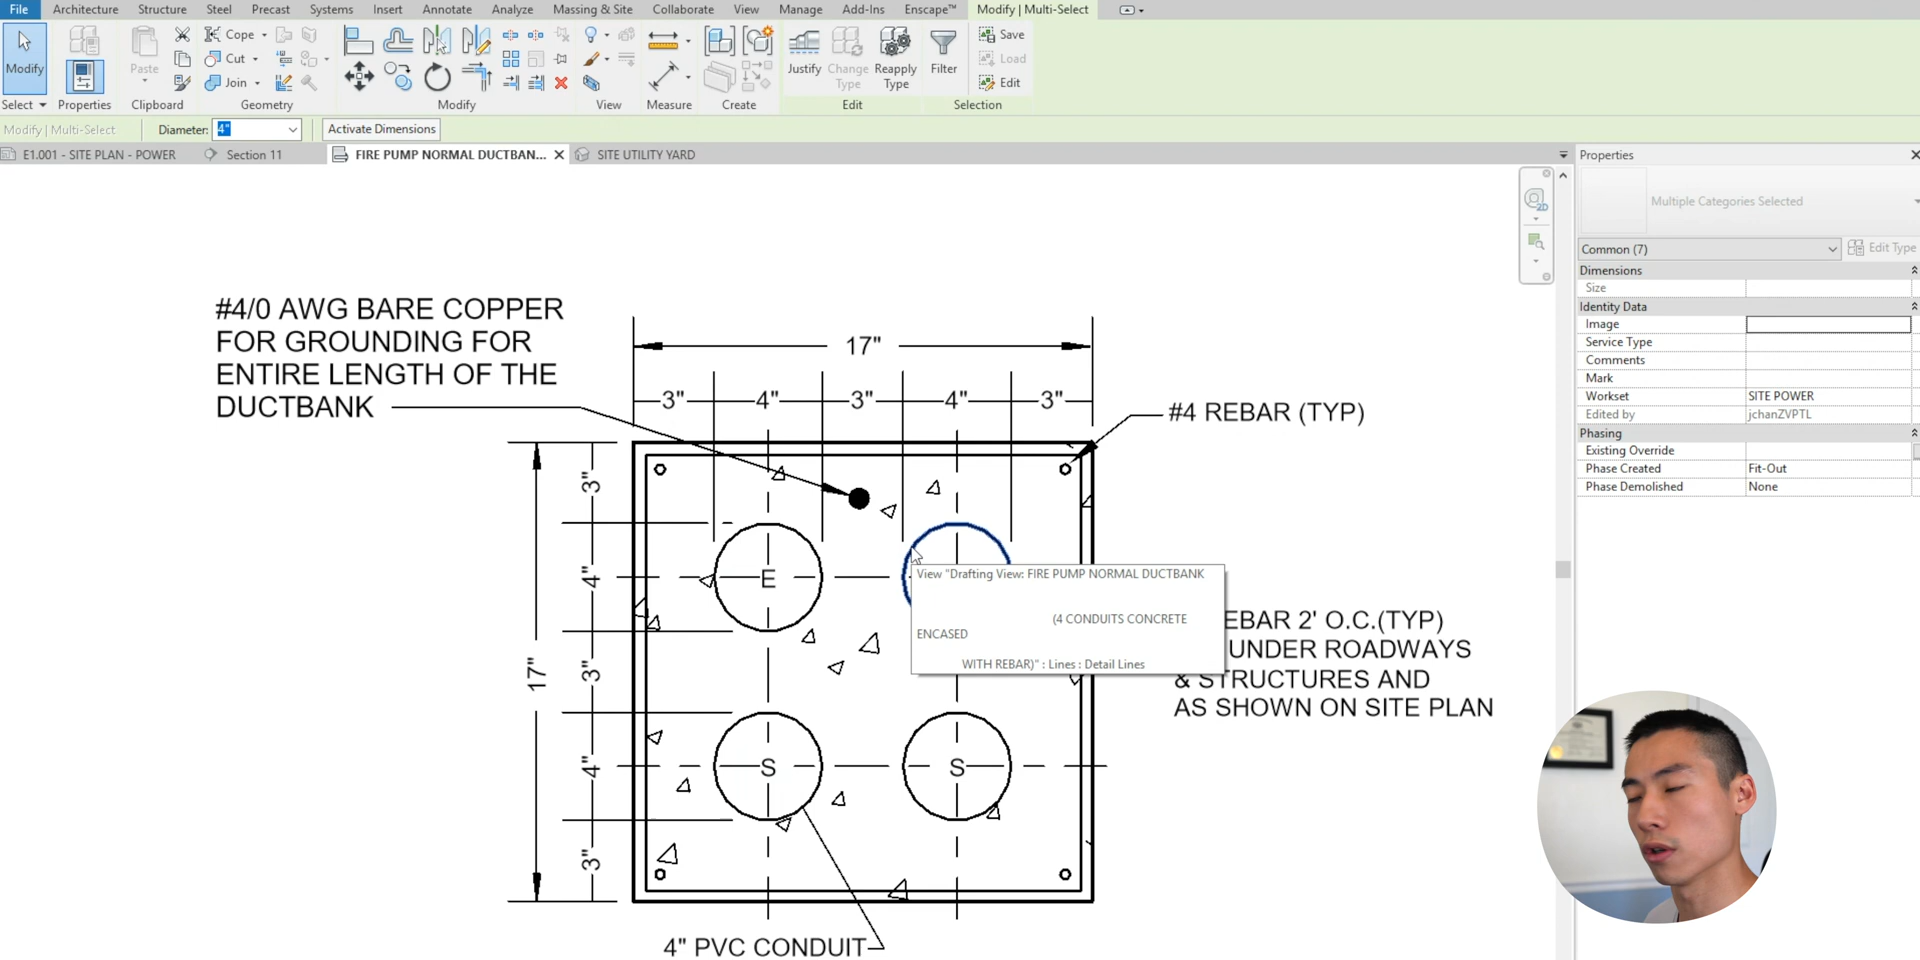 File Architecture Structure Steel Precast Systems Insert Annotate Analyze Massing & Site Collaborate View Manage Add-Ins Enscape™ Modify | Multi-Select
Cope
Cut
Join
Modify
Paste
Justify
Change
Type
Reapply
Type
Filter
Save
Load
Edit
Select Properties Clipboard Geometry Modify View Measure Create Edit Selection
Modify | Multi-Select Diameter: 4" Activate Dimensions
E1.001 - SITE PLAN - POWER Section 11 FIRE PUMP NORMAL DUCTBAN... SITE UTILITY YARD
Properties
Multiple Categories Selected
Common (7) Edit Type
Dimensions
Size
Identity Data
Image
Service Type
Comments
Mark
Workset SITE POWER
Edited by jchanZVPTL
Phasing
Existing Override
Phase Created Fit-Out
Phase Demolished None
2D
#4/0 AWG BARE COPPER
FOR GROUNDING FOR
ENTIRE LENGTH OF THE
DUCTBANK
17"
3" 4" 3" 4" 3"
#4 REBAR (TYP)
17"
3"
4"
3"
4"
3"
E
S S
View "Drafting View: FIRE PUMP NORMAL DUCTBANK
(4 CONDUITS CONCRETE
ENCASED
WITH REBAR)" : Lines : Detail Lines
EBAR 2' O.C.(TYP)
UNDER ROADWAYS
& STRUCTURES AND
AS SHOWN ON SITE PLAN
4" PVC CONDUIT